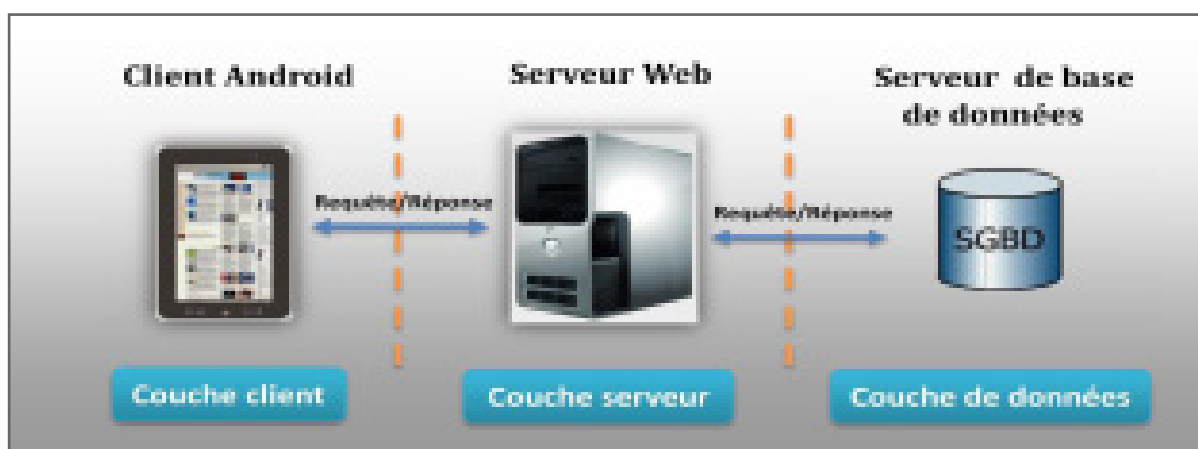 Client Android
Serveur Web
Serveur de base
de données
Requête/Réponse
Requête/Réponse
SGBD
Couche client
Couche serveur
Couche de données